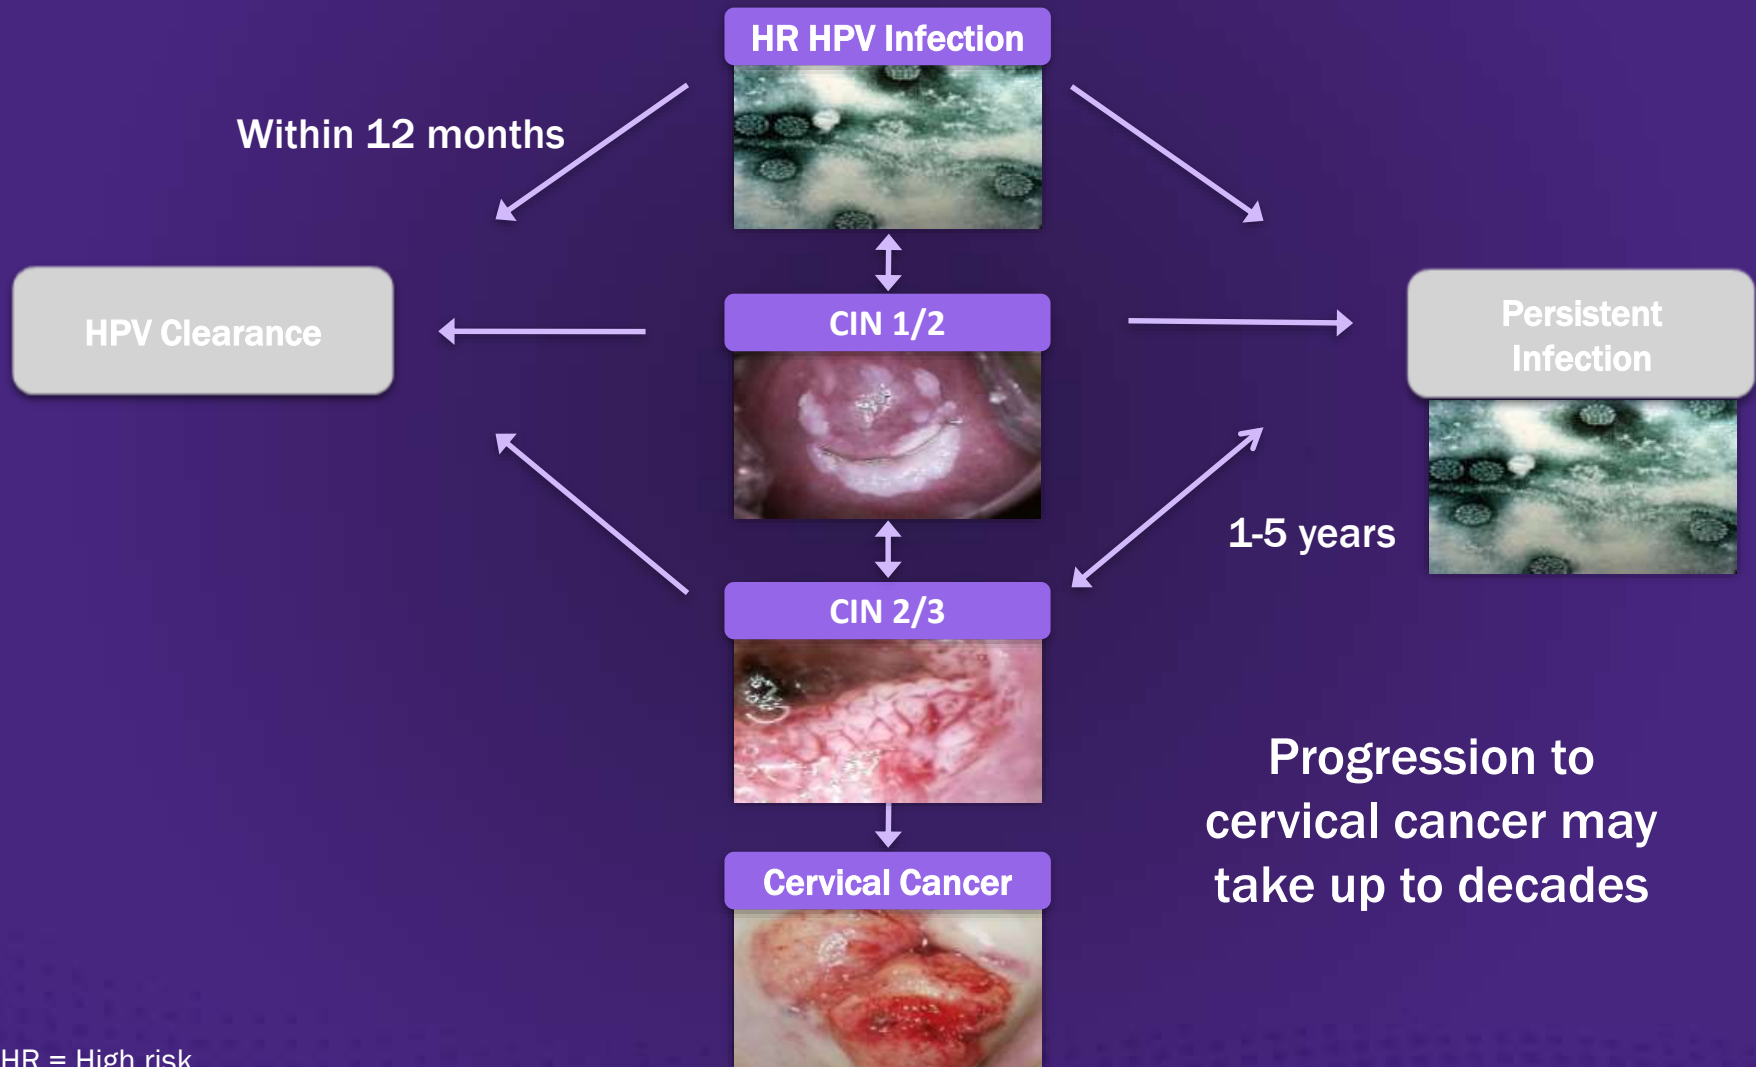 HR HPV Infection
Within 12 months
HPV Clearance
CIN 1/2
Persistent
Infection
1-5 years
CIN 2/3
Progression to
cervical cancer may
take up to decades
Cervical Cancer
HR = High risk